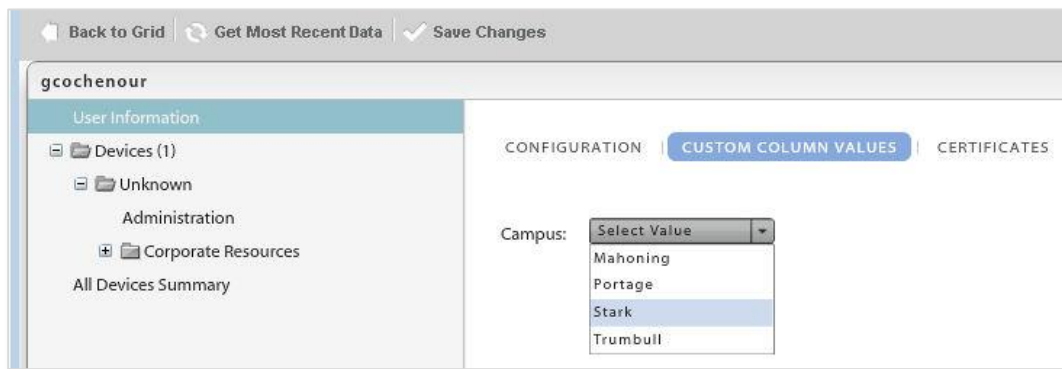 Back to Grid Get Most Recent Data Save Changes
gcochenour
User Information
Devices (1)
Unknown
Administration
Corporate Resources
All Devices Summary
CONFIGURATION | CUSTOM COLUMN VALUES | CERTIFICATES
Campus: Select Value
Mahoning
Portage
Stark
Trumbull